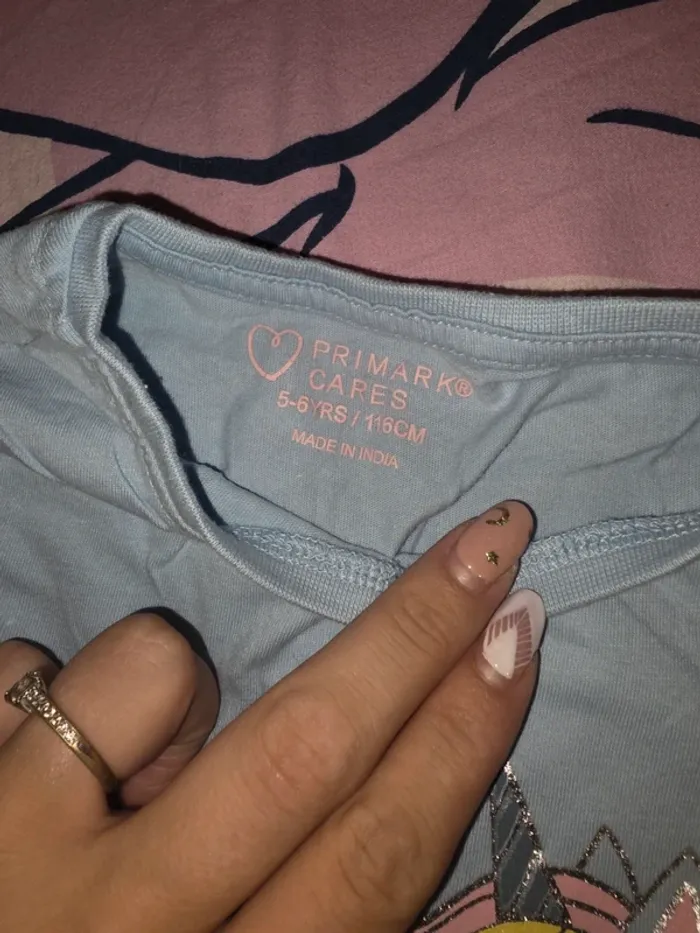 PRIMARK®
CARES
5-6YRS / 116CM
MADE IN INDIA